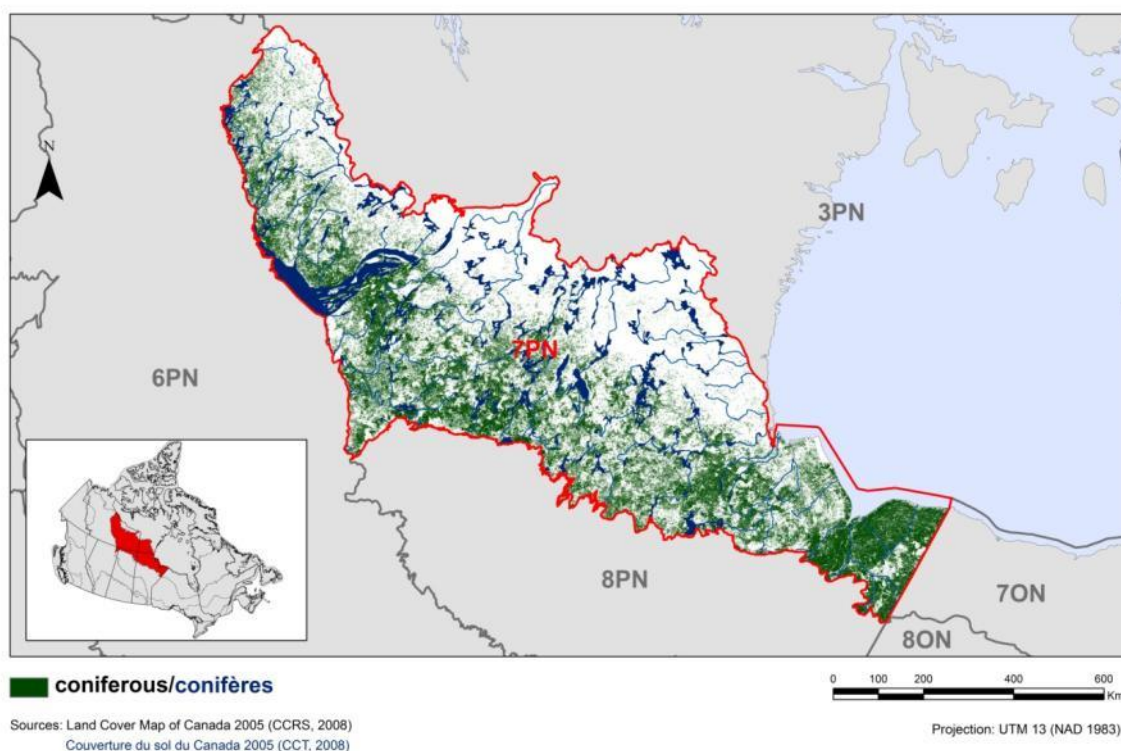 N
3PN
7PN
6PN
8PN
7ON
8ON
coniferous/conifères
0 100 200 400 600
Km
Sources: Land Cover Map of Canada 2005 (CCRS, 2008)
Couverture du sol du Canada 2005 (CCT, 2008)
Projection: UTM 13 (NAD 1983)